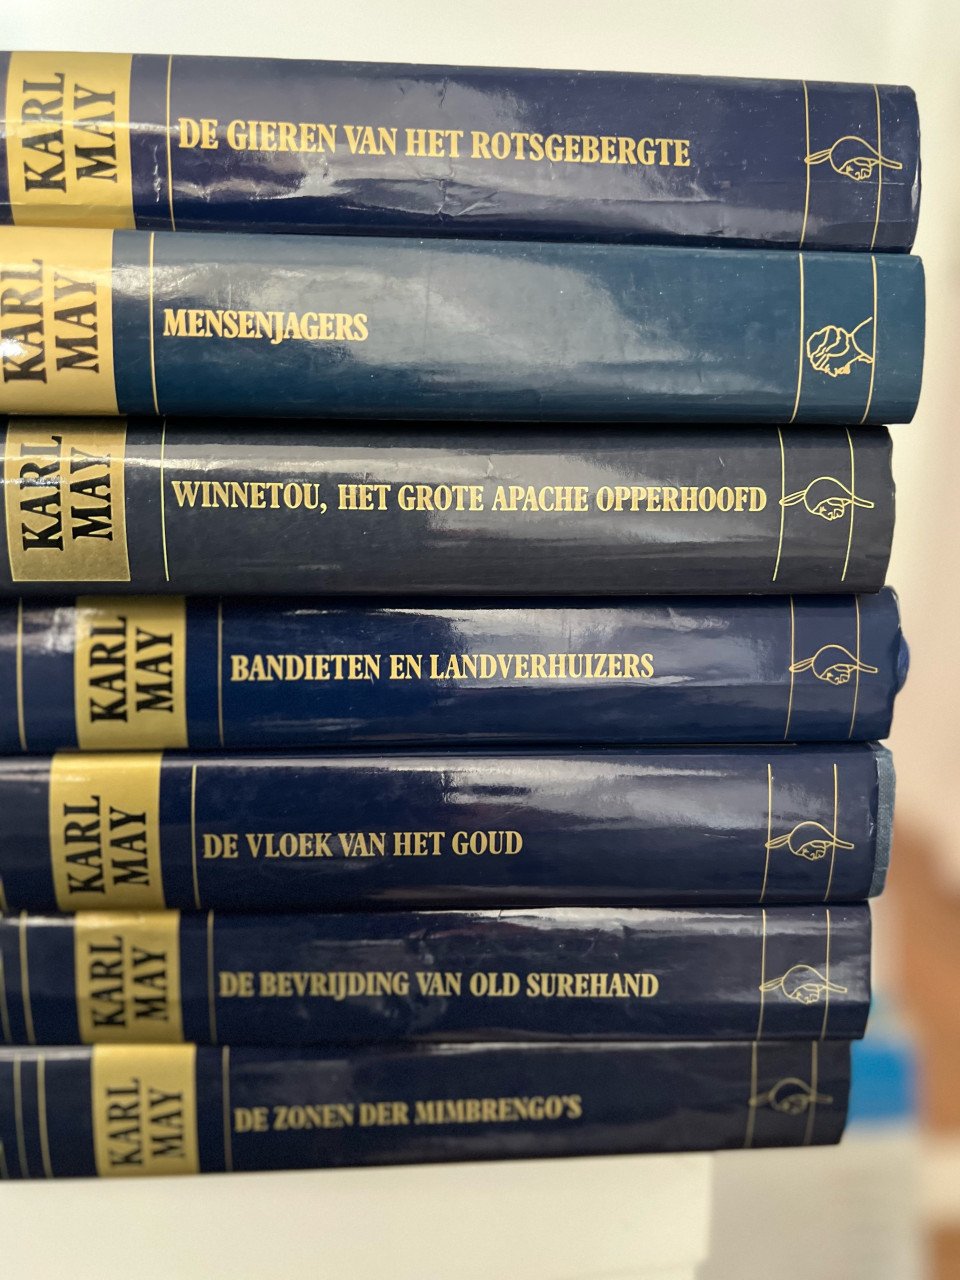 KARL
MAY
DE GIEREN VAN HET ROTSGEBERGTE
KARL
MAY
MENSENJAGERS
KARL
MAY
WINNETOU, HET GROTE APACHE OPPERHOOFD
KARL
MAY
BANDIETEN EN LANDVERHUIZERS
KARL
MAY
DE VLOEK VAN HET GOUD
KARL
MAY
DE BEVRIJDING VAN OLD SUREHAND
KARL
MAY
DE ZONEN DER MIMBRENGO'S